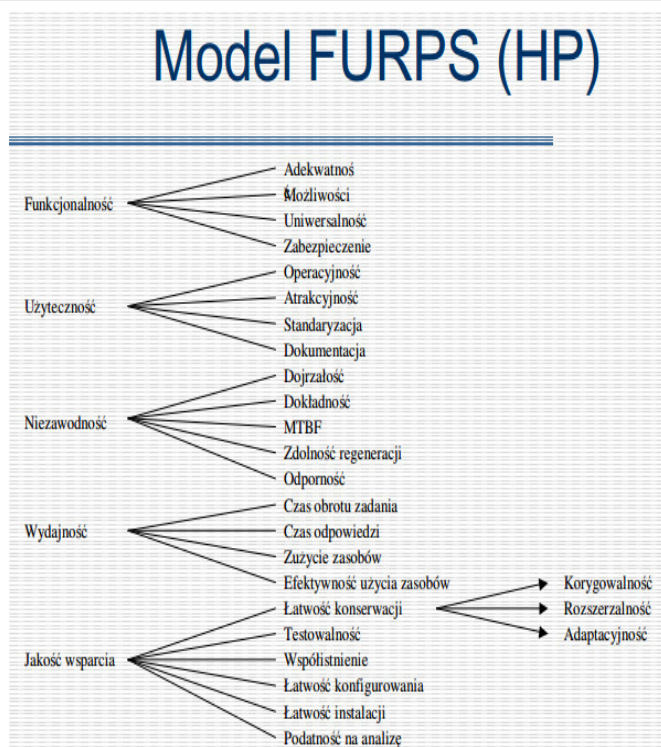 Model FURPS (HP)
Funkcjonalność
Adekwatnoś
ć
Możliwości
Uniwersalność
Zabezpieczenie
Użyteczność
Operacyjność
Atrakcyjność
Standaryzacja
Dokumentacja
Niezawodność
Dojrzałość
Dokładność
MTBF
Zdolność regeneracji
Odporność
Wydajność
Czas obrotu zadania
Czas odpowiedzi
Zużycie zasobów
Efektywność użycia zasobów
Jakość wsparcia
Łatwość konserwacji
Korygowalność
Rozszerzalność
Adaptacyjność
Testowalność
Współistnienie
Łatwość konfigurowania
Łatwość instalacji
Podatność na analizę